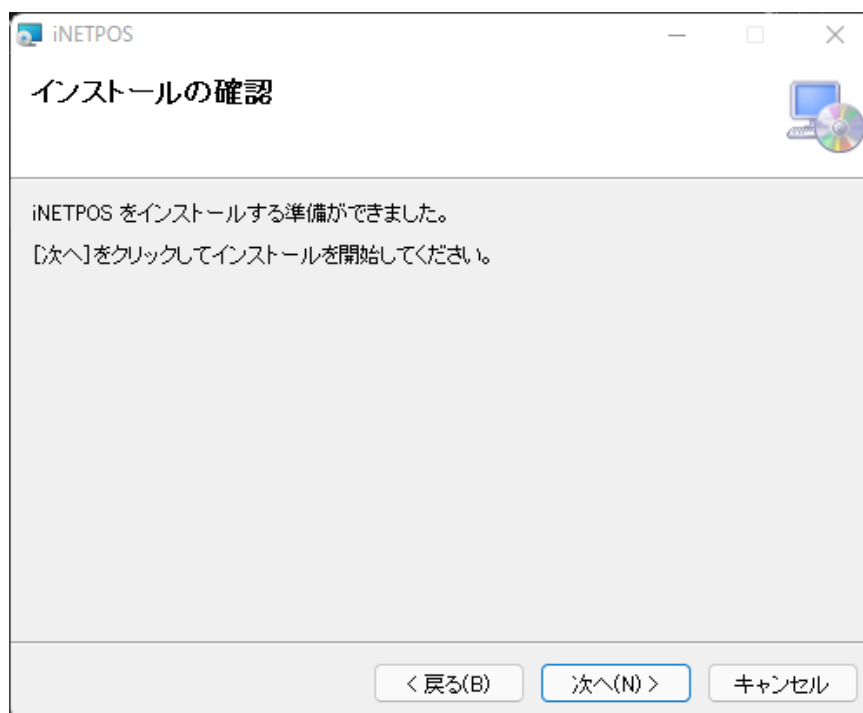 iNETPOS
インストールの確認
iNETPOS をインストールする準備ができました。
[次へ]をクリックしてインストールを開始してください。
< 戻る(B)
次へ(N) >
キャンセル